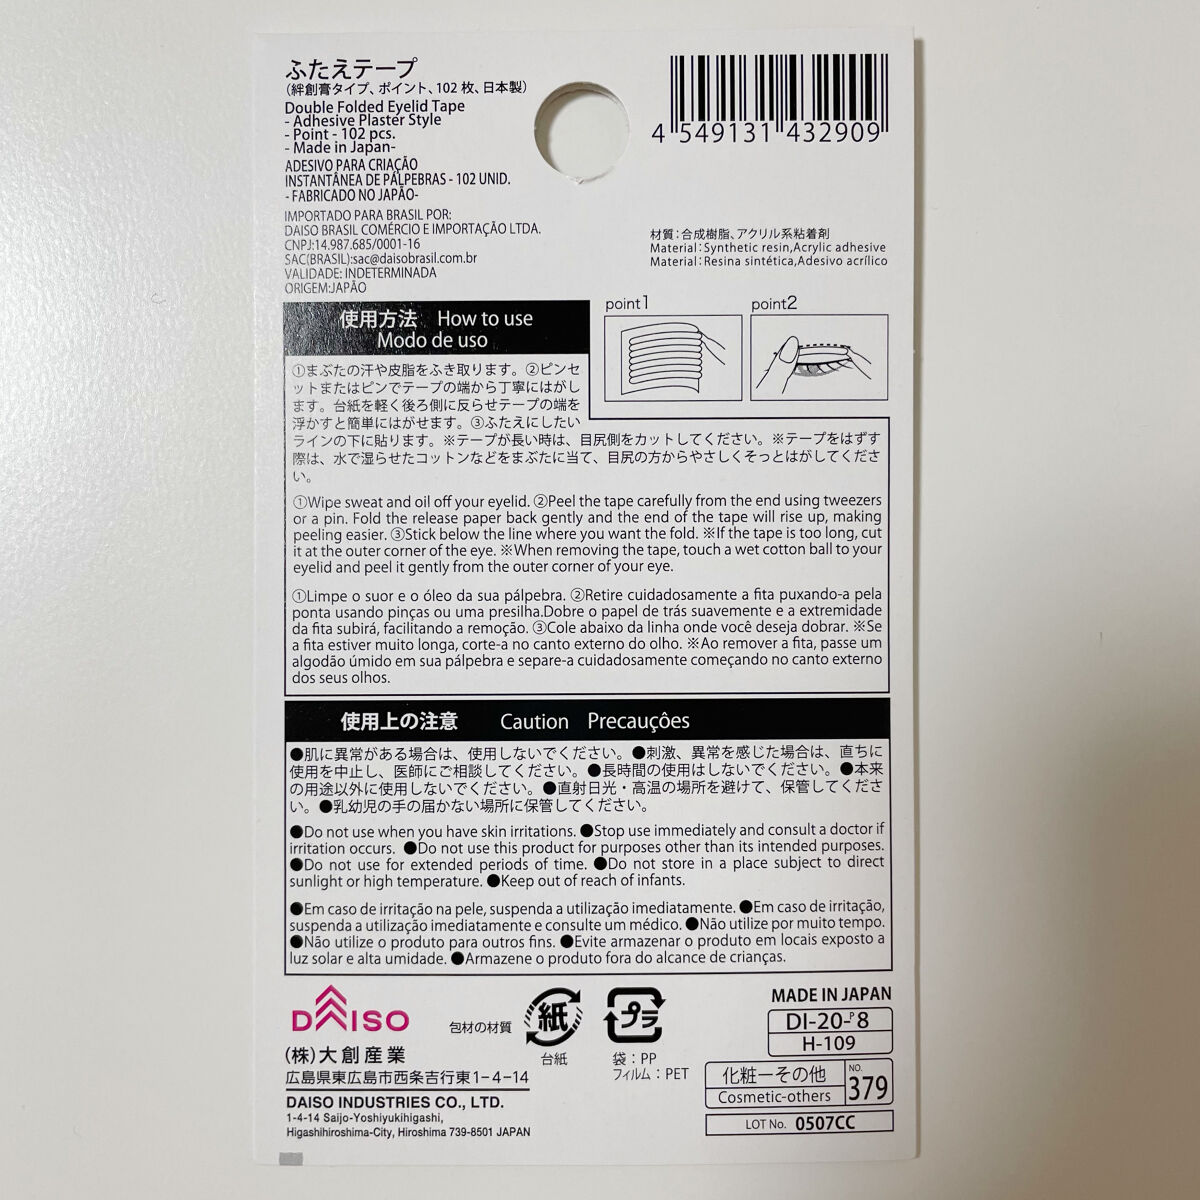 ふたえテープ
(絆創膏タイプ、ポイント、102枚、日本製)
Double Folded Eyelid Tape
- Adhesive Plaster Style
- Point - 102 pcs.
- Made in Japan-
ADESIVO PARA CRIAÇÃO
INSTANTÂNEA DE PÁLPEBRAS - 102 UNID.
- FABRICADO NO JAPÃO-
IMPORTADO PARA BRASIL POR:
DAISO BRASIL COMÉRCIO E IMPORTAÇÃO LTDA.
CNPJ:14.987.685/0001-16
SAC(BRASIL):sac@daisobrasil.com.br
VALIDADE: INDETERMINADA
ORIGEM:JAPÃO
4 549131 432909
材質：合成樹脂、アクリル系粘着剤
Material：Synthetic resin,Acrylic adhesive
Material：Resina sintética,Adesivo acrílico
使用方法 How to use
Modo de uso
point1
point2
①まぶたの汗や皮脂をふき取ります。②ピンセ
ットまたはピンでテープの端から丁寧にはがし
ます。台紙を軽く後ろ側に反らせテープの端を
浮かすと簡単にはがせます。③ふたえにしたい
ラインの下に貼ります。※テープが長い時は、目尻側をカットしてください。※テープをはずす
際は、水で湿らせたコットンなどをまぶたに当て、目尻の方からやさしくそっとはがしてくださ
い。
①Wipe sweat and oil off your eyelid. ②Peel the tape carefully from the end using tweezers
or a pin. Fold the release paper back gently and the end of the tape will rise up, making
peeling easier. ③Stick below the line where you want the fold. ※If the tape is too long, cut
it at the outer corner of the eye. ※When removing the tape, touch a wet cotton ball to your
eyelid and peel it gently from the outer corner of your eye.
①Limpe o suor e o óleo da sua pálpebra. ②Retire cuidadosamente a fita puxando-a pela
ponta usando pinças ou uma presilha.Dobre o papel de trás suavemente e a extremidade
da fita subirá, facilitando a remoção. ③Cole abaixo da linha onde você deseja dobrar. ※Se
a fita estiver muito longa, corte-a no canto externo do olho. ※Ao remover a fita, passe um
algodão úmido em sua pálpebra e separe-a cuidadosamente começando no canto externo
dos seus olhos.
使用上の注意 Caution Precauçôes
●肌に異常がある場合は、使用しないでください。●刺激、異常を感じた場合は、直ちに
使用を中止し、医師にご相談してください。●長時間の使用はしないでください。●本来
の用途以外に使用しないでください。●直射日光・高温の場所を避けて、保管してくださ
い。●乳幼児の手の届かない場所に保管してください。
●Do not use when you have skin irritations. ●Stop use immediately and consult a doctor if
irritation occurs. ●Do not use this product for purposes other than its intended purposes.
●Do not use for extended periods of time. ●Do not store in a place subject to direct
sunlight or high temperature. ●Keep out of reach of infants.
●Em caso de irritação na pele, suspenda a utilização imediatamente. ●Em caso de irritação,
suspenda a utilização imediatamente e consulte um médico. ●Não utilize por muito tempo.
●Não utilize o produto para outros fins. ●Evite armazenar o produto em locais exposto a
luz solar e alta umidade. ●Armazene o produto fora do alcance de crianças.
DAISO
(株)大創産業
広島県東広島市西条吉行東1-4-14
DAISO INDUSTRIES CO., LTD.
1-4-14 Saijo-Yoshiyukihigashi,
Higashihiroshima-City, Hiroshima 739-8501 JAPAN
包材の材質
紙
台紙
プラ
袋：PP
フィルム：PET
MADE IN JAPAN
DI-20-P8
H-109
化粧ーその他
Cosmetic-others
NO.
379
LOT No. 0507CC